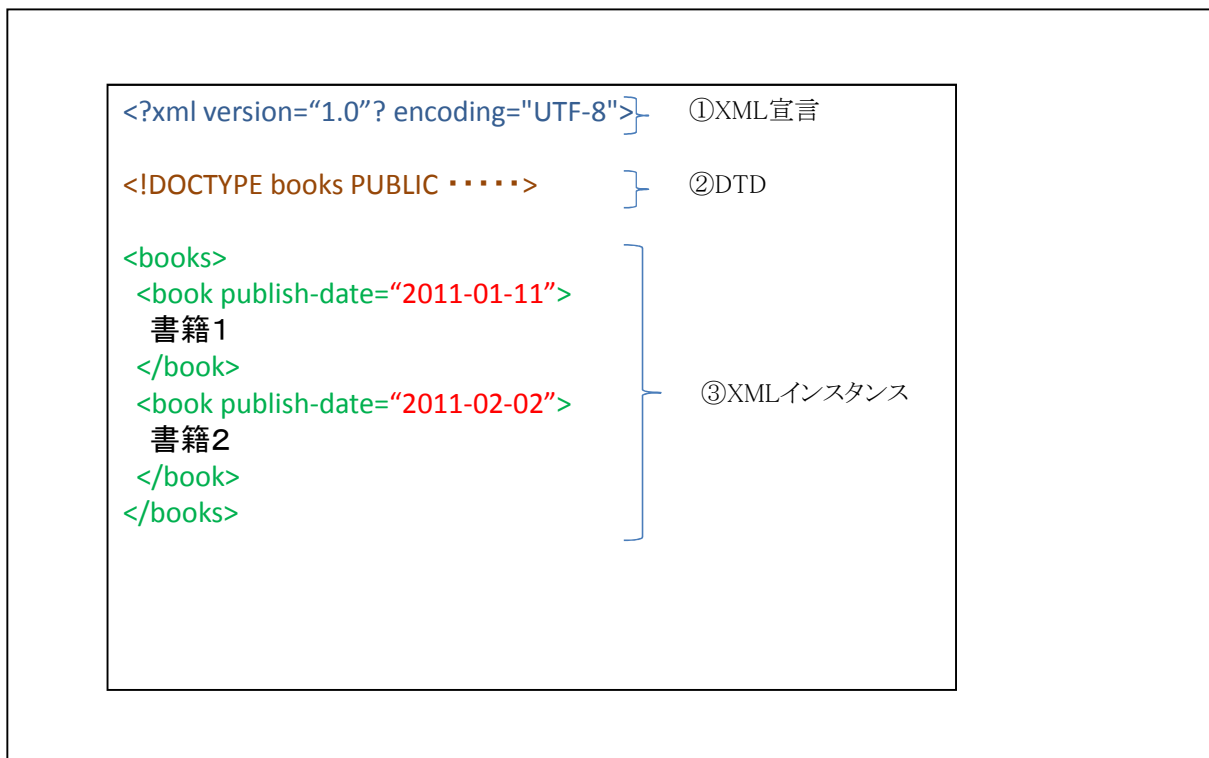 <?xml version=“1.0”? encoding="UTF-8"> ①XML宣言
<!DOCTYPE books PUBLIC ・・・・・> ②DTD
<books>
<book publish-date=“2011-01-11”>
書籍１
</book>
<book publish-date=“2011-02-02”> ③XMLインスタンス
書籍２
</book>
</books>